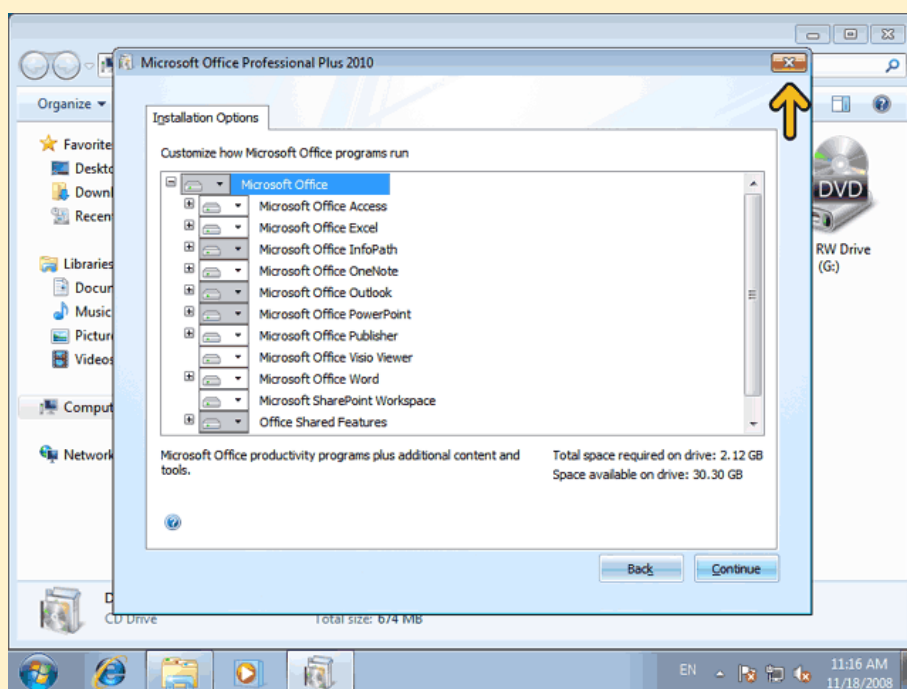 Microsoft Office Professional Plus 2010
Organize
Installation Options
Customize how Microsoft Office programs run
Favorite
Deskto
Downl
Recen
Libraries
Docun
Music
Pictur
Videos
Comput
Network
Microsoft Office
Microsoft Office Access
Microsoft Office Excel
Microsoft Office InfoPath
Microsoft Office OneNote
Microsoft Office Outlook
Microsoft Office PowerPoint
Microsoft Office Publisher
Microsoft Office Visio Viewer
Microsoft Office Word
Microsoft SharePoint Workspace
Office Shared Features
DVD
RW Drive
(G:)
Microsoft Office productivity programs plus additional content and
tools.
Total space required on drive: 2.12 GB
Space available on drive: 30.30 GB
Back
Continue
D
CD Drive
Total size: 674 MB
EN
11:16 AM
11/18/2008